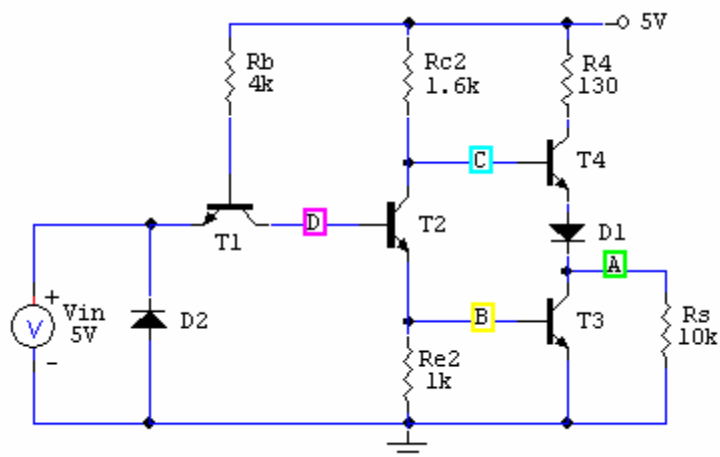 5V
Rb
4k
Rc2
1.6k
R4
130
C
T4
T1
D
T2
D1
A
+
Vin
5V
V
-
D2
B
T3
Rs
10k
Re2
1k